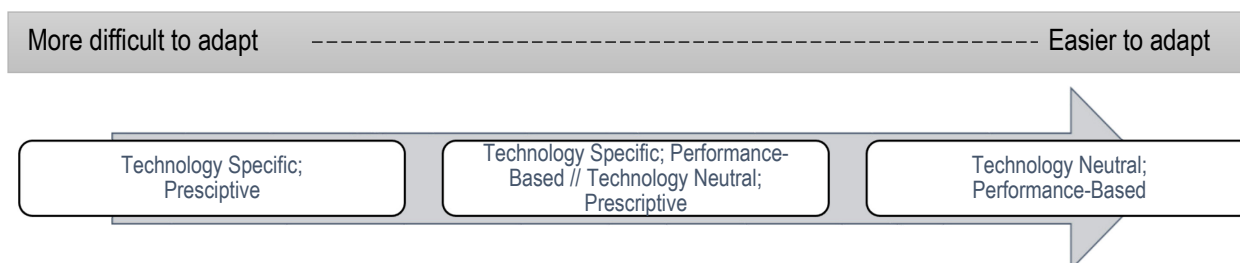 More difficult to adapt ---------------------------------------------------------- Easier to adapt
Technology Specific;
Presciptive
Technology Specific; Performance-
Based // Technology Neutral;
Prescriptive
Technology Neutral;
Performance-Based